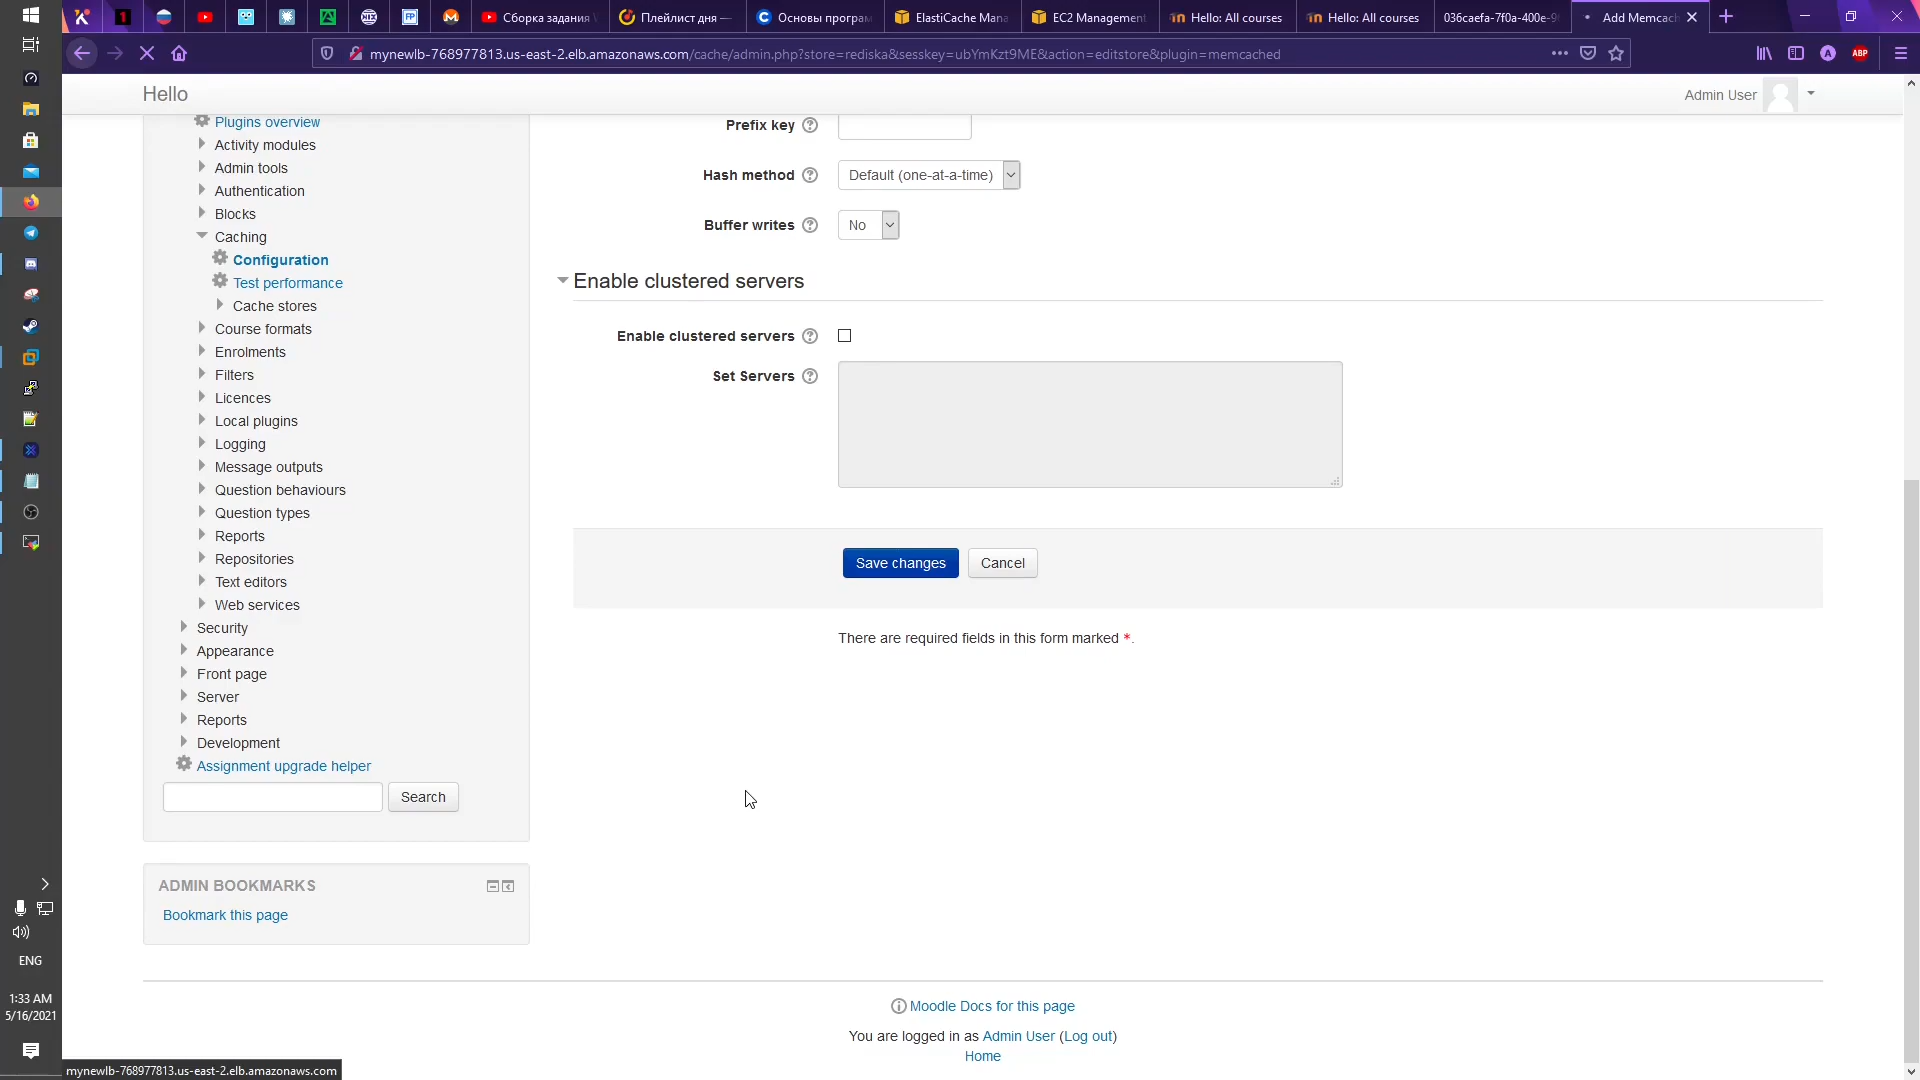 Сборка задания
Плейлист дня —
Основы програм
ElastiCache Mana
EC2 Management
Hello: All courses
Hello: All courses
036caefa-7f0a-400e-9
Add Memcach
mynewlb-768977813.us-east-2.elb.amazonaws.com/cache/admin.php?store=rediska&sesskey=ubYmKzt9ME&action=editstore&plugin=memcached
ABP
Hello
Admin User
Plugins overview
Activity modules
Admin tools
Authentication
Blocks
Caching
Configuration
Test performance
Cache stores
Course formats
Enrolments
Filters
Licences
Local plugins
Logging
Message outputs
Question behaviours
Question types
Reports
Repositories
Text editors
Web services
Security
Appearance
Front page
Server
Reports
Development
Assignment upgrade helper
Search
ADMIN BOOKMARKS
Bookmark this page
Prefix key
Hash method
Default (one-at-a-time)
Buffer writes
No
Enable clustered servers
Enable clustered servers
Set Servers
Save changes
Cancel
There are required fields in this form marked *.
Moodle Docs for this page
You are logged in as Admin User (Log out)
Home
ENG
1:33 AM
5/16/2021
mynewlb-768977813.us-east-2.elb.amazonaws.com